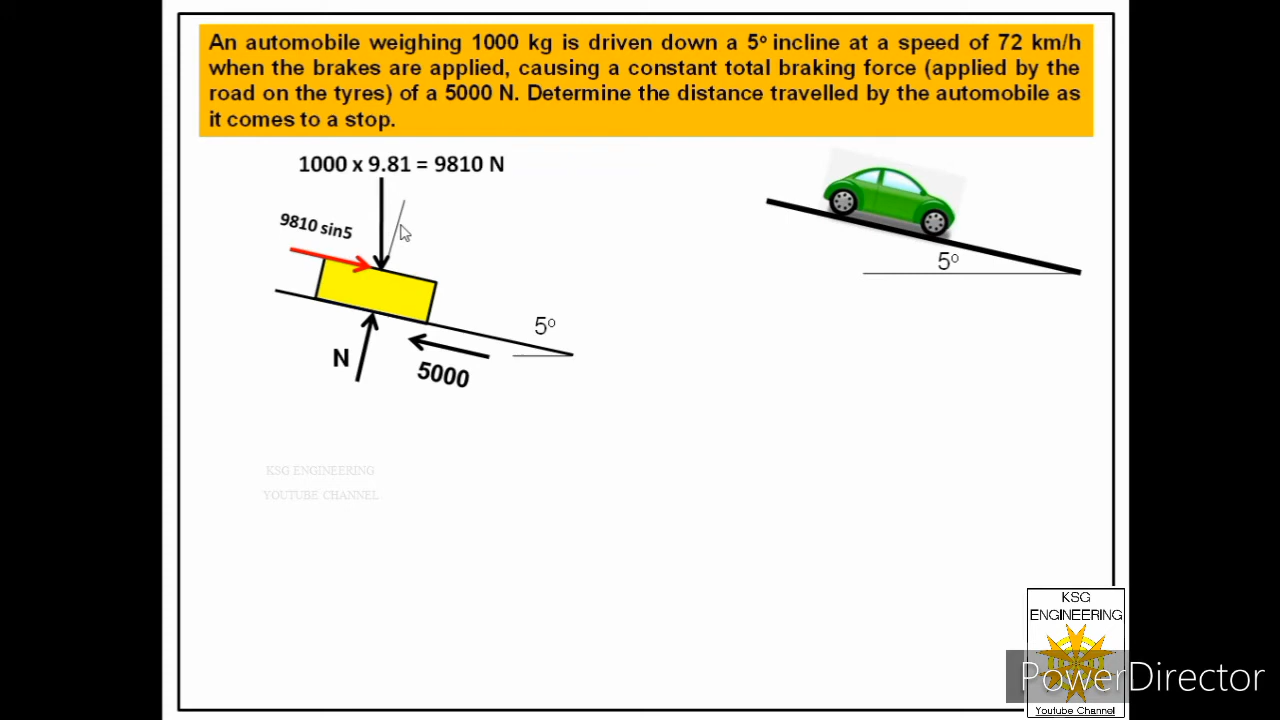 An automobile weighing 1000 kg is driven down a 5º incline at a speed of 72 km/h
when the brakes are applied, causing a constant total braking force (applied by the
road on the tyres) of a 5000 N. Determine the distance travelled by the automobile as
it comes to a stop.
1000 x 9.81 = 9810 N
9810 sin5
5º
5º
N
5000
KSG ENGINEERING
YOUTUBE CHANNEL
KSG
ENGINEERING
PowerDirector
Youtube Channel